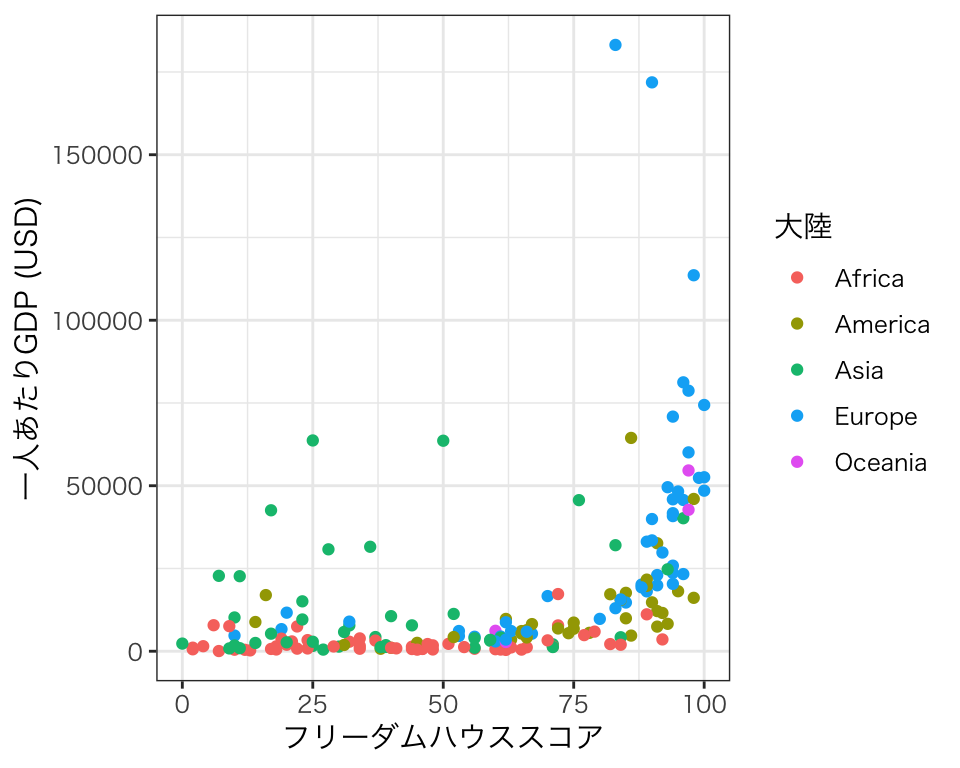 150000
100000
50000
0
一人あたりGDP (USD)
0 25 50 75 100
フリーダムハウススコア
大陸
Africa
America
Asia
Europe
Oceania